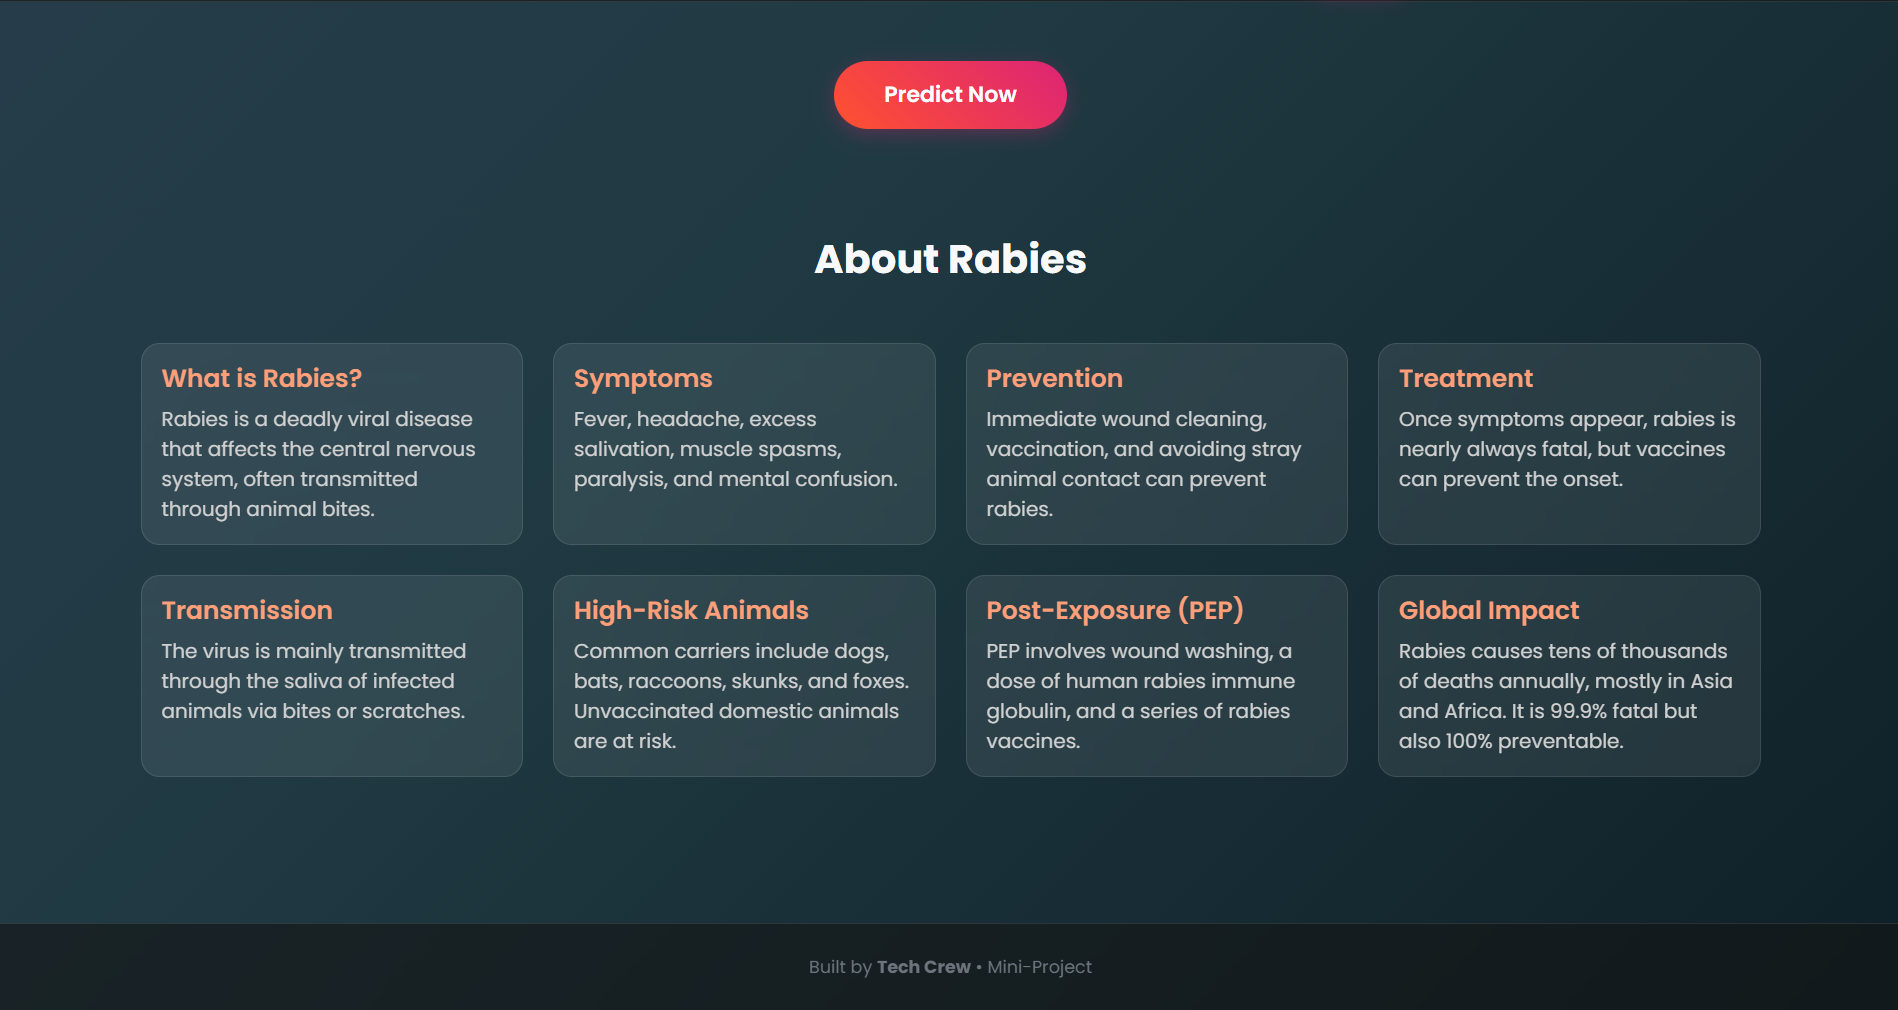 Predict Now
About Rabies
What is Rabies?
Rabies is a deadly viral disease
that affects the central nervous
system, often transmitted
through animal bites.
Symptoms
Fever, headache, excess
salivation, muscle spasms,
paralysis, and mental confusion.
Prevention
Immediate wound cleaning,
vaccination, and avoiding stray
animal contact can prevent
rabies.
Treatment
Once symptoms appear, rabies is
nearly always fatal, but vaccines
can prevent the onset.
Transmission
The virus is mainly transmitted
through the saliva of infected
animals via bites or scratches.
High-Risk Animals
Common carriers include dogs,
bats, raccoons, skunks, and foxes.
Unvaccinated domestic animals
are at risk.
Post-Exposure (PEP)
PEP involves wound washing, a
dose of human rabies immune
globulin, and a series of rabies
vaccines.
Global Impact
Rabies causes tens of thousands
of deaths annually, mostly in Asia
and Africa. It is 99.9% fatal but
also 100% preventable.
Built by Tech Crew • Mini-Project